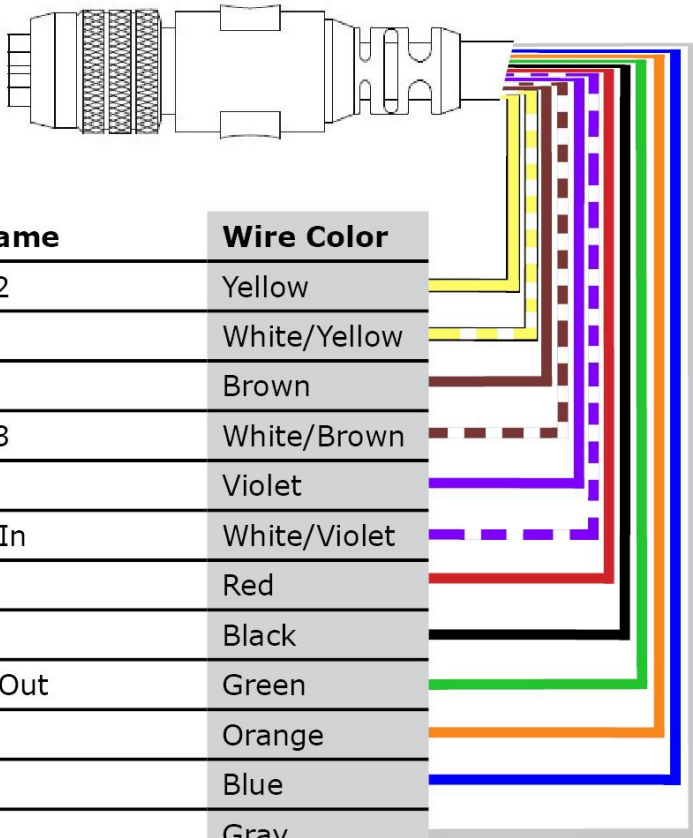 ame Wire Color
2 Yellow
White/Yellow
Brown
3 White/Brown
Violet
In White/Violet
Red
Black
Out Green
Orange
Blue
Gray